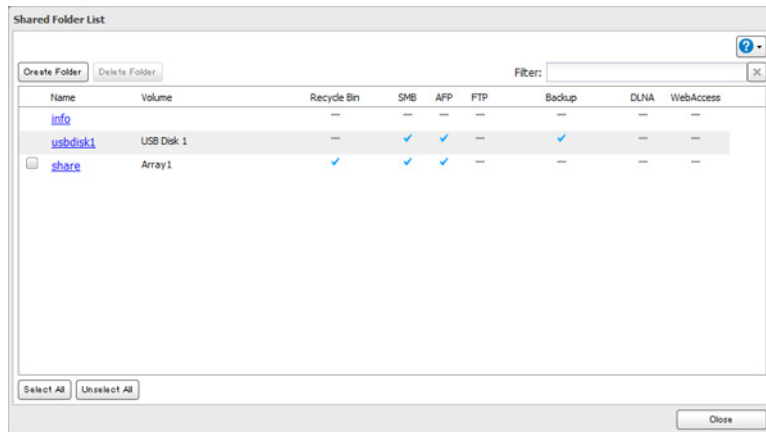 Shared Folder List
Create Folder Delete Folder Filter:
Name Volume Recycle Bin SMB AFP FTP Backup DLNA WebAccess
info — — — — — — —
usbdisk1 USB Disk 1 — ✔ ✔ — ✔ — —
share Array1 ✔ ✔ ✔ — — — —
Select All Unselect All
Close